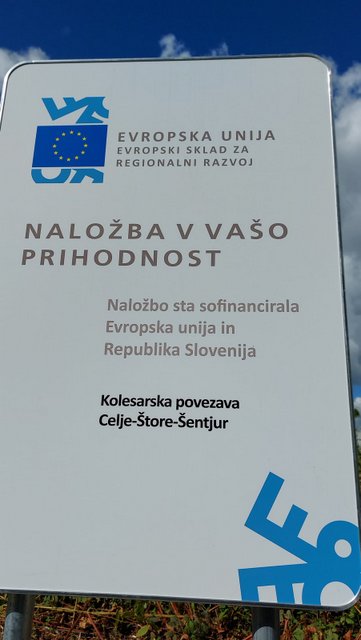 EVROPSKA UNIJA
EVROPSKI SKLAD ZA
REGIONALNI RAZVOJ
NALOŽBA V VAŠO
PRIHODNOST
Naložbo sta sofinancirala
Evropska unija in
Republika Slovenija
Kolesarska povezava
Celje-Štore-Šentjur